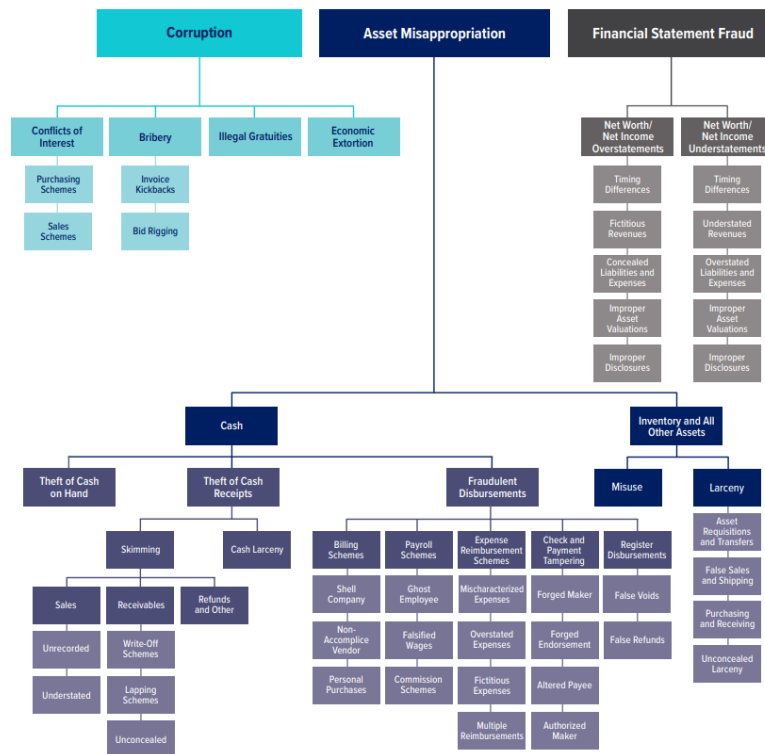 Corruption
Asset Misappropriation
Financial Statement Fraud
Conflicts of
Interest
Bribery
Illegal Gratuities
Economic
Extortion
Purchasing
Schemes
Invoice
Kickbacks
Sales
Schemes
Bid Rigging
Net Worth/
Net Income
Overstatements
Net Worth/
Net Income
Understatements
Timing
Differences
Timing
Differences
Fictitious
Revenues
Understated
Revenues
Concealed
Liabilities and
Expenses
Overstated
Liabilities and
Expenses
Improper
Asset
Valuations
Improper
Asset
Valuations
Improper
Disclosures
Improper
Disclosures
Cash
Inventory and All
Other Assets
Theft of Cash
on Hand
Theft of Cash
Receipts
Fraudulent
Disbursements
Misuse
Larceny
Skimming
Cash Larceny
Sales
Receivables
Refunds
and Other
Unrecorded
Write-Off
Schemes
Understated
Lapping
Schemes
Unconcealed
Billing
Schemes
Payroll
Schemes
Expense
Reimbursement
Schemes
Check and
Payment
Tampering
Register
Disbursements
Shell
Company
Ghost
Employee
Mischaracterized
Expenses
Forged Maker
False Voids
Non-
Accomplice
Vendor
Falsified
Wages
Overstated
Expenses
Forged
Endorsement
False Refunds
Personal
Purchases
Commission
Schemes
Fictitious
Expenses
Altered Payee
Multiple
Reimbursements
Authorized
Maker
Asset
Requisitions
and Transfers
False Sales
and Shipping
Purchasing
and Receiving
Unconcealed
Larceny